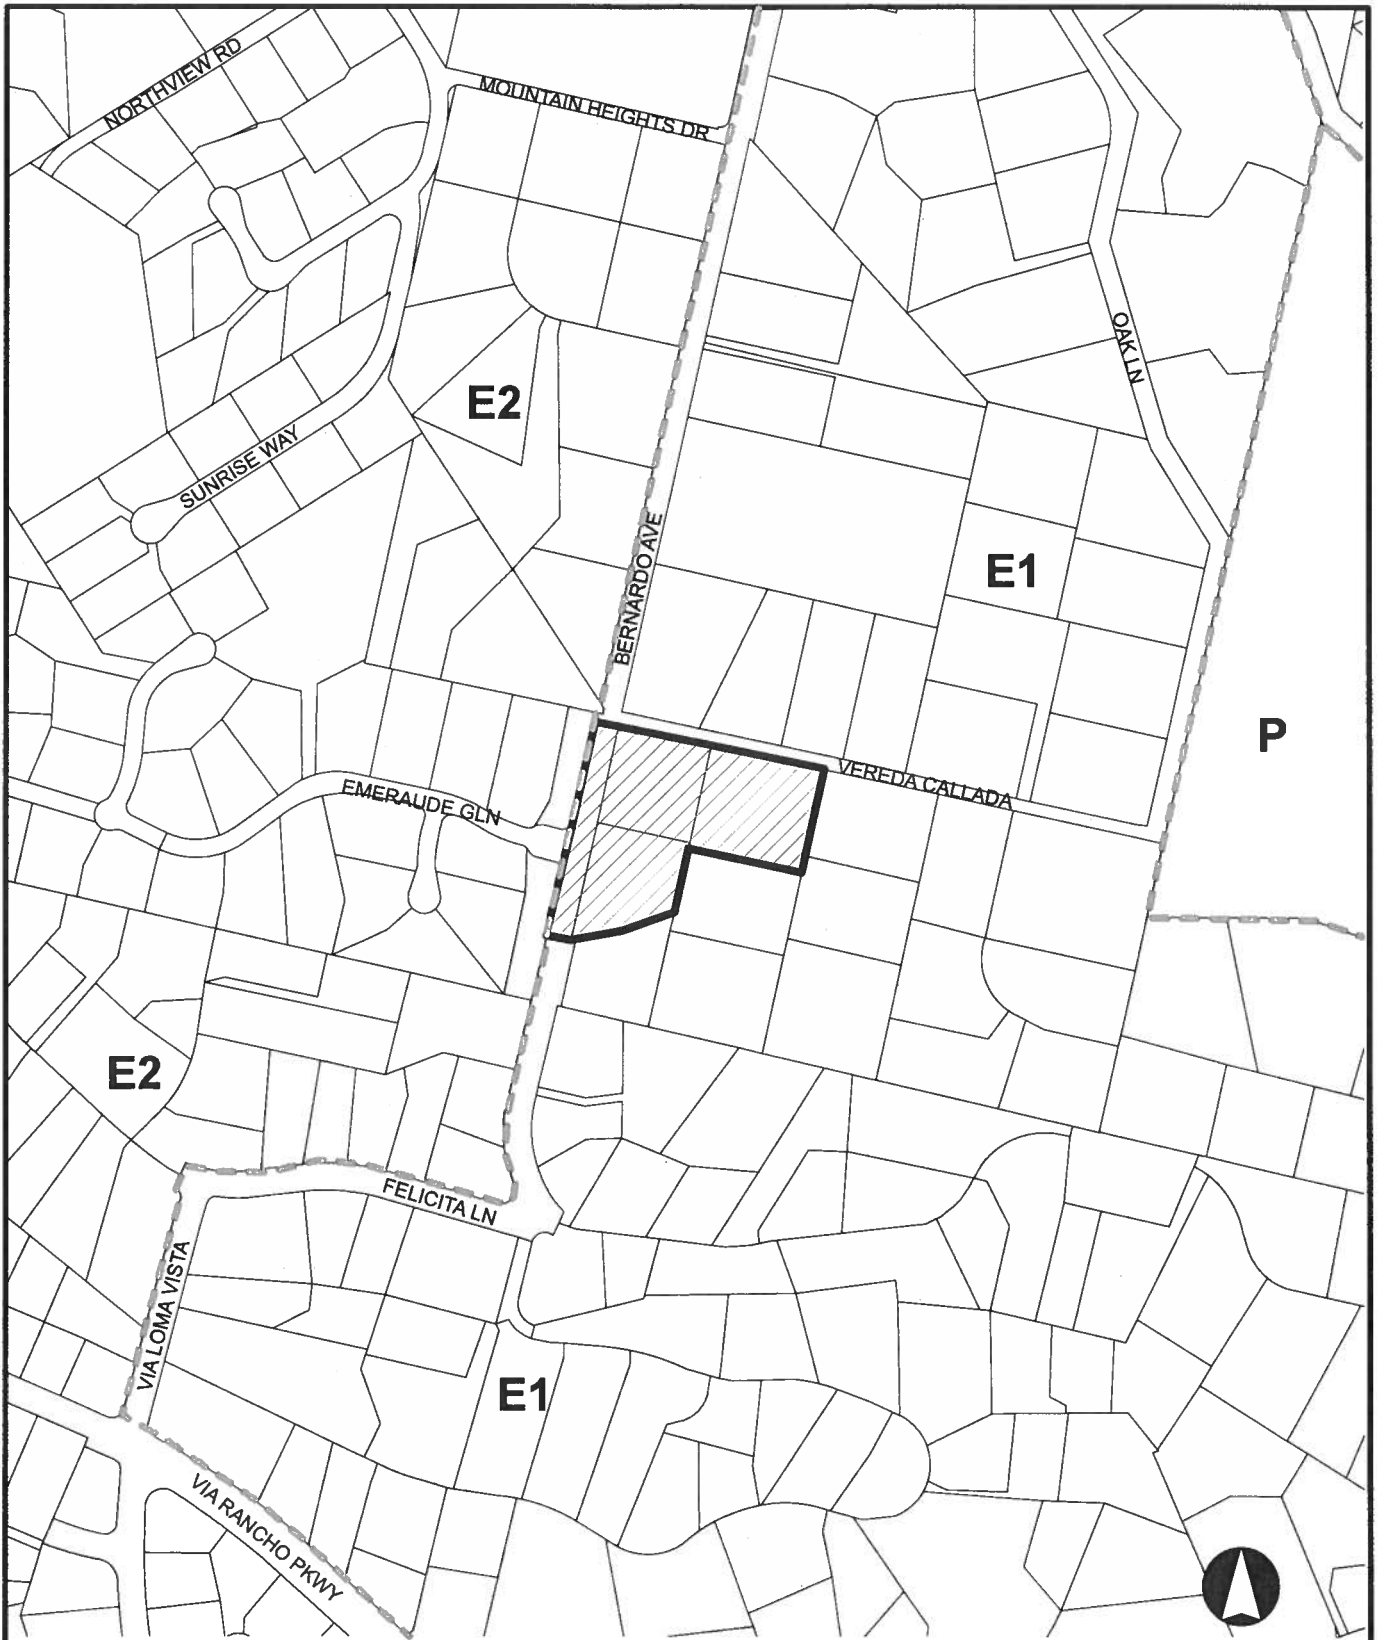 NORTHVIEW RD
MOUNTAIN HEIGHTS DR
OAK LN
E2
SUNRISE WAY
BERNARDO AVE
E1
P
VEREDA CALLADA
EMERAUDE GLN
E2
FELICITA LN
VIA LOMA VISTA
E1
VIA RANCHO PKWY